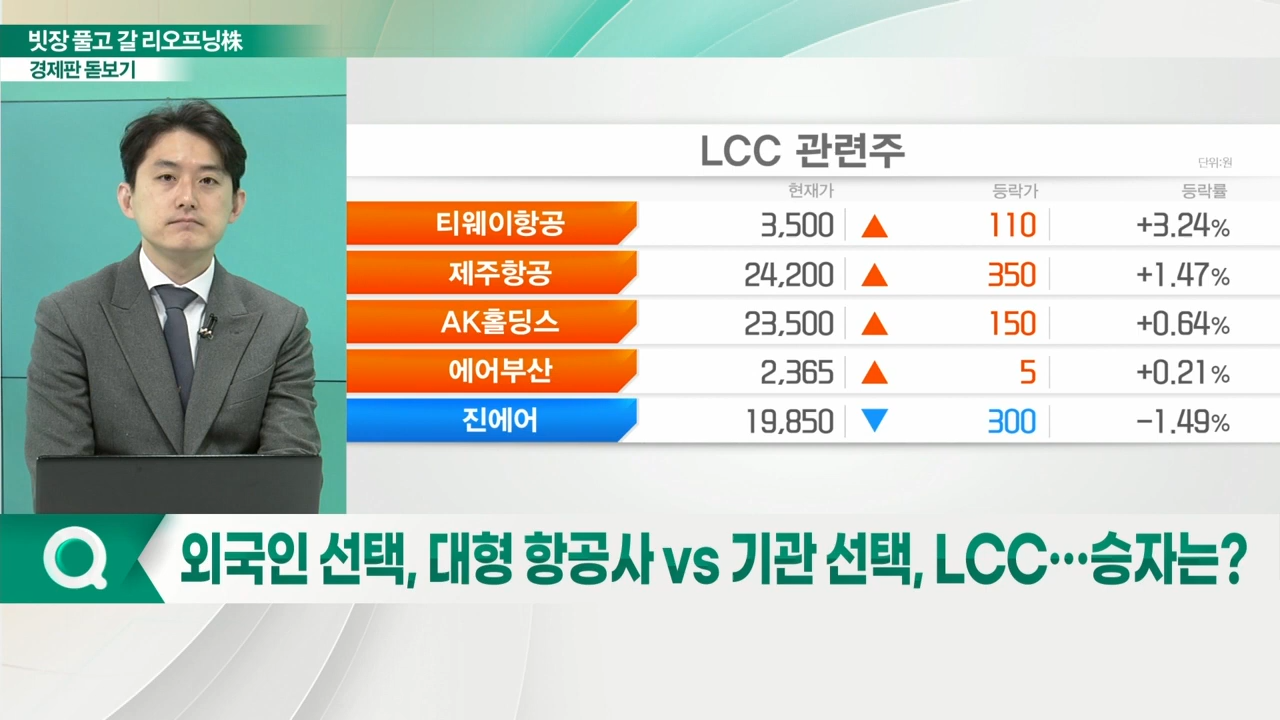 빗장 풀고 갈 리오프닝株
경제판 돋보기
LCC 관련주
단위:원
현재가 등락가 등락률
티웨이항공 3,500 ▲ 110 +3.24%
제주항공 24,200 ▲ 350 +1.47%
AK홀딩스 23,500 ▲ 150 +0.64%
에어부산 2,365 ▲ 5 +0.21%
진에어 19,850 ▼ 300 -1.49%
Q 외국인 선택, 대형 항공사 vs 기관 선택, LCC…승자는?